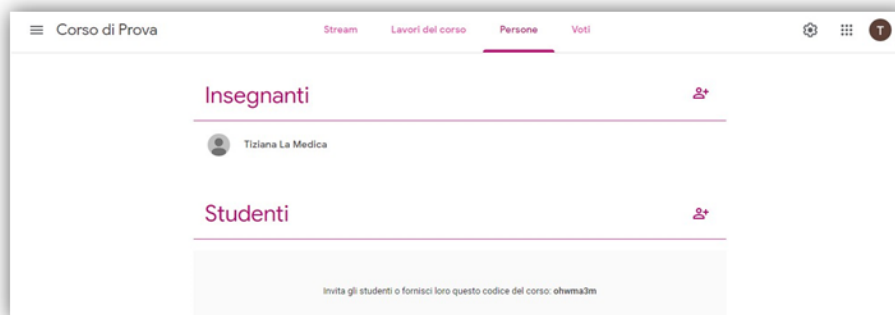 Corso di Prova
Stream Lavori del corso Persone Voti
T
Insegnanti
Tiziana La Medica
Studenti
Invita gli studenti o fornisci loro questo codice del corso: ohwma3m